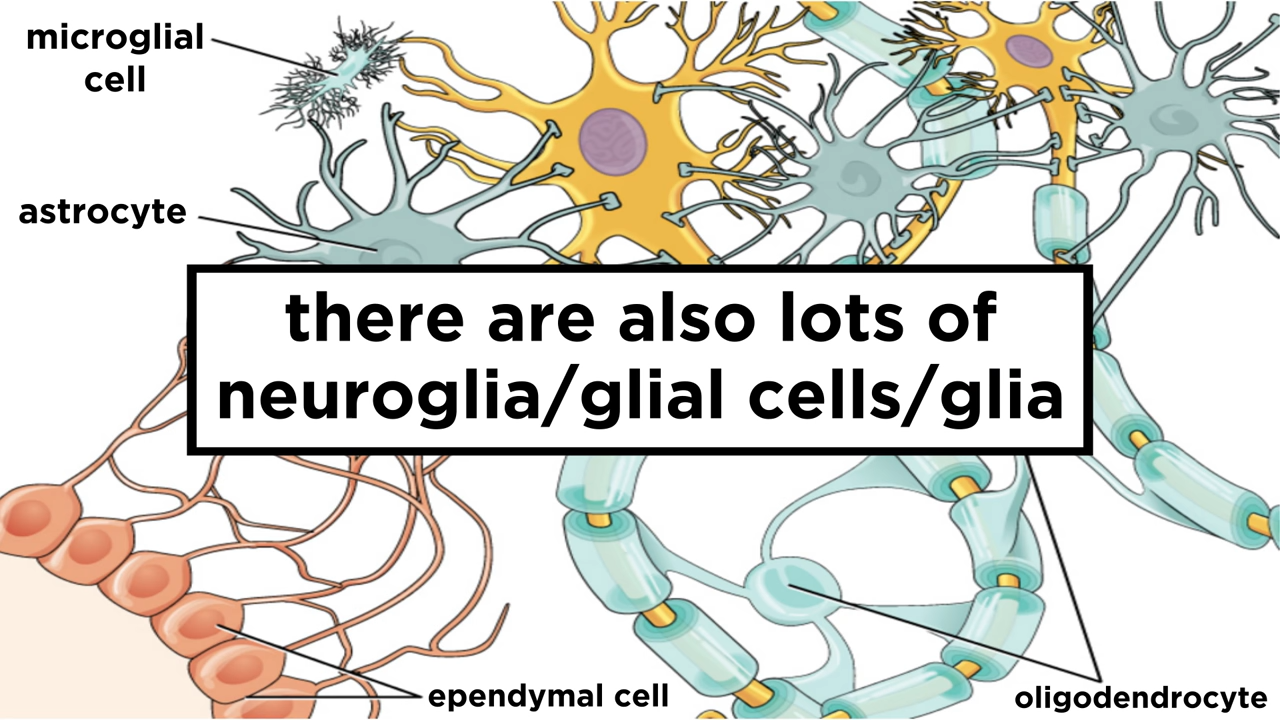 microglial
cell
astrocyte
there are also lots of
neuroglia/glial cells/glia
ependymal cell
oligodendrocyte